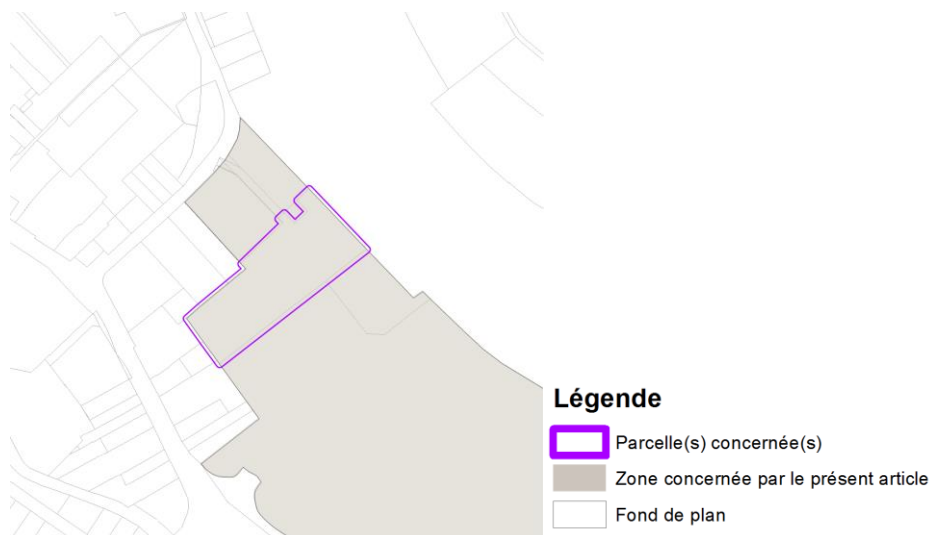 Légende
Parcelle(s) concernée(s)
Zone concernée par le présent article
Fond de plan